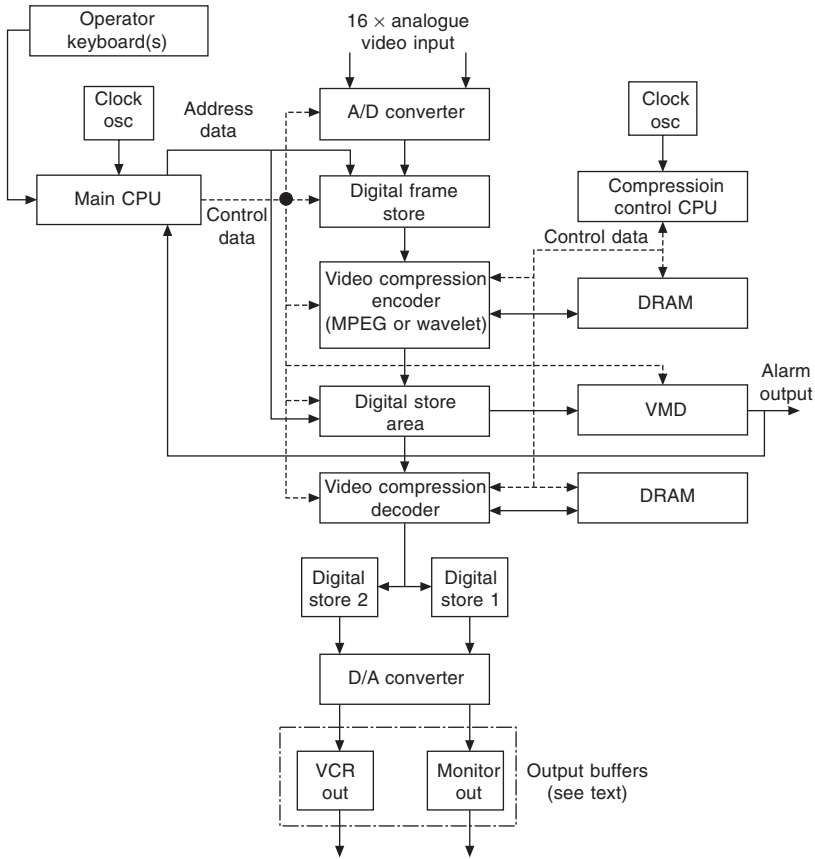 Operator
keyboard(s)
16 × analogue
video input
Clock
osc
Address
data
A/D converter
Clock
osc
Main CPU
Control
data
Digital frame
store
Compressioin
control CPU
Control data
Video compression
encoder
(MPEG or wavelet)
DRAM
Digital store
area
VMD
Alarm
output
Video compression
decoder
DRAM
Digital
store 2
Digital
store 1
D/A converter
VCR
out
Monitor
out
Output buffers
(see text)